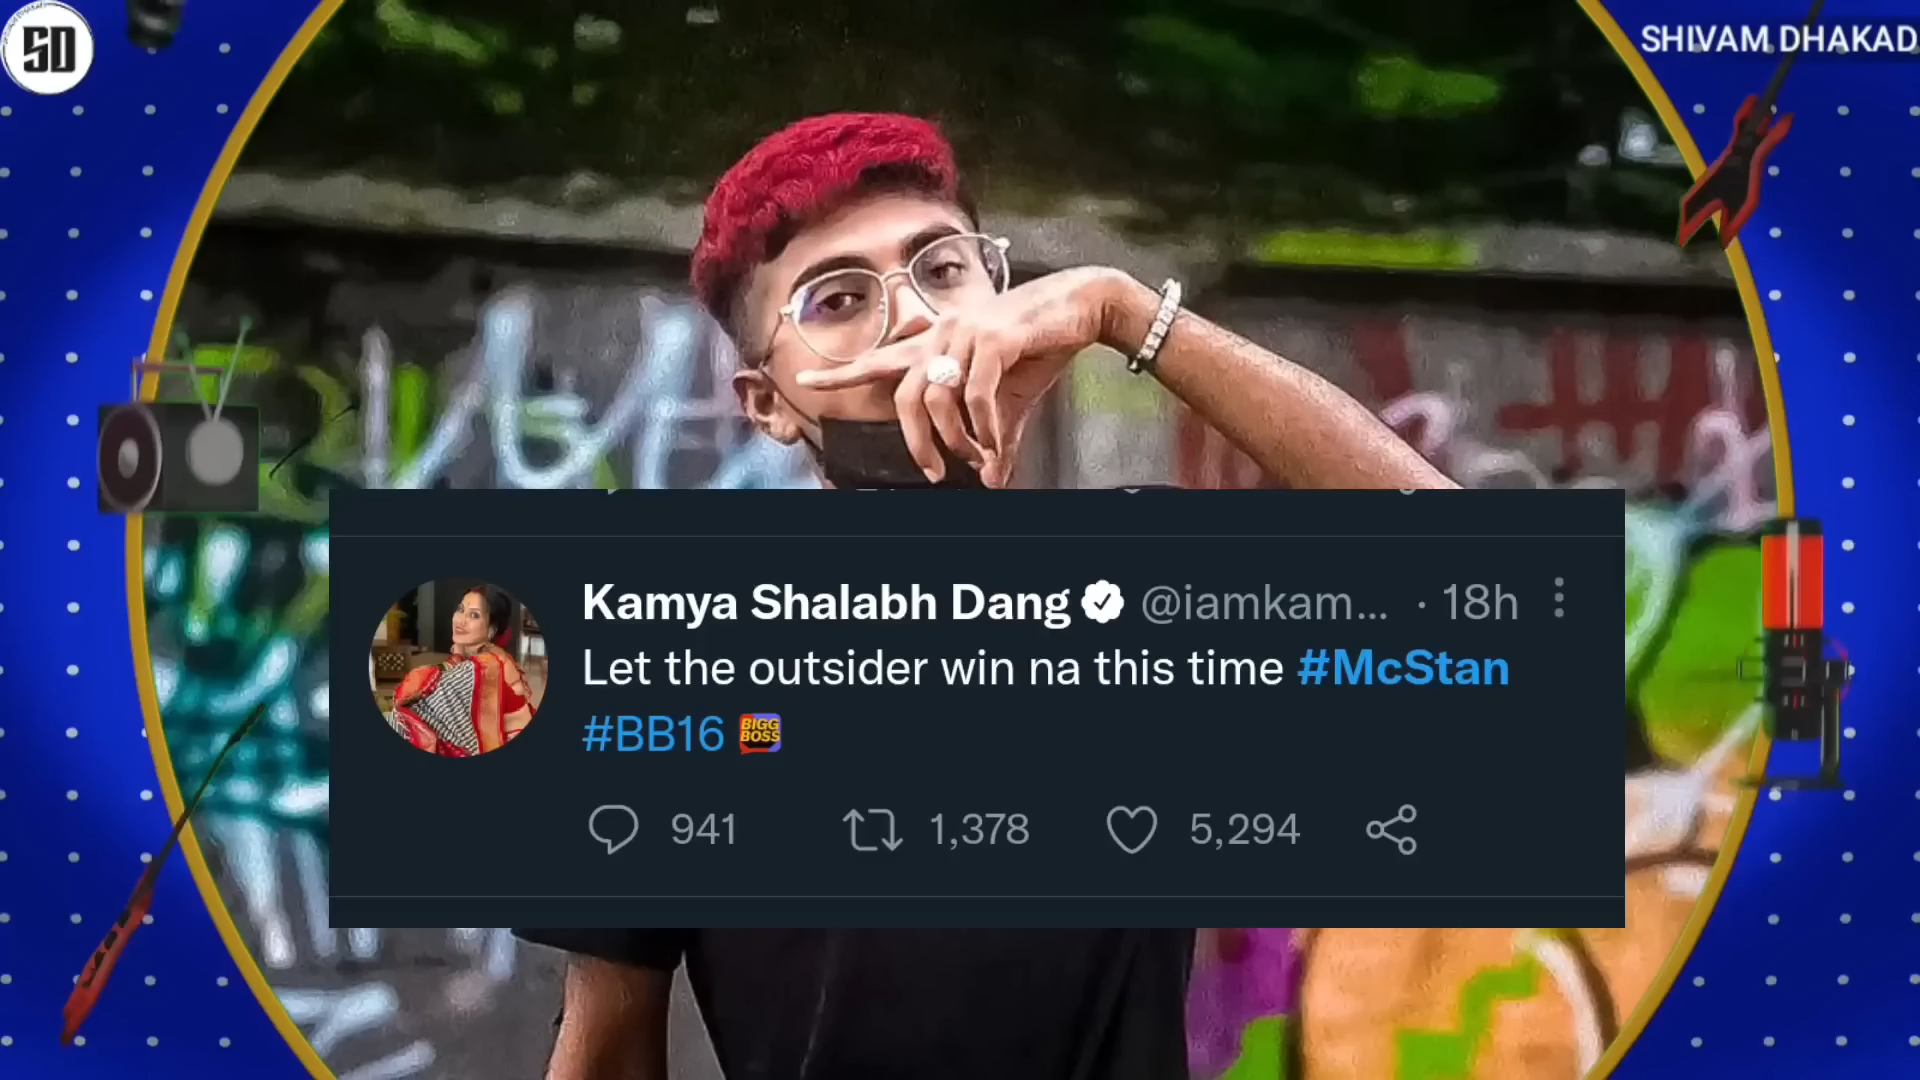 SD
SHIVAM DHAKAD
Kamya Shalabh Dang @iamkam... · 18h
Let the outsider win na this time #McStan
#BB16 BIGG BOSS
941 1,378 5,294